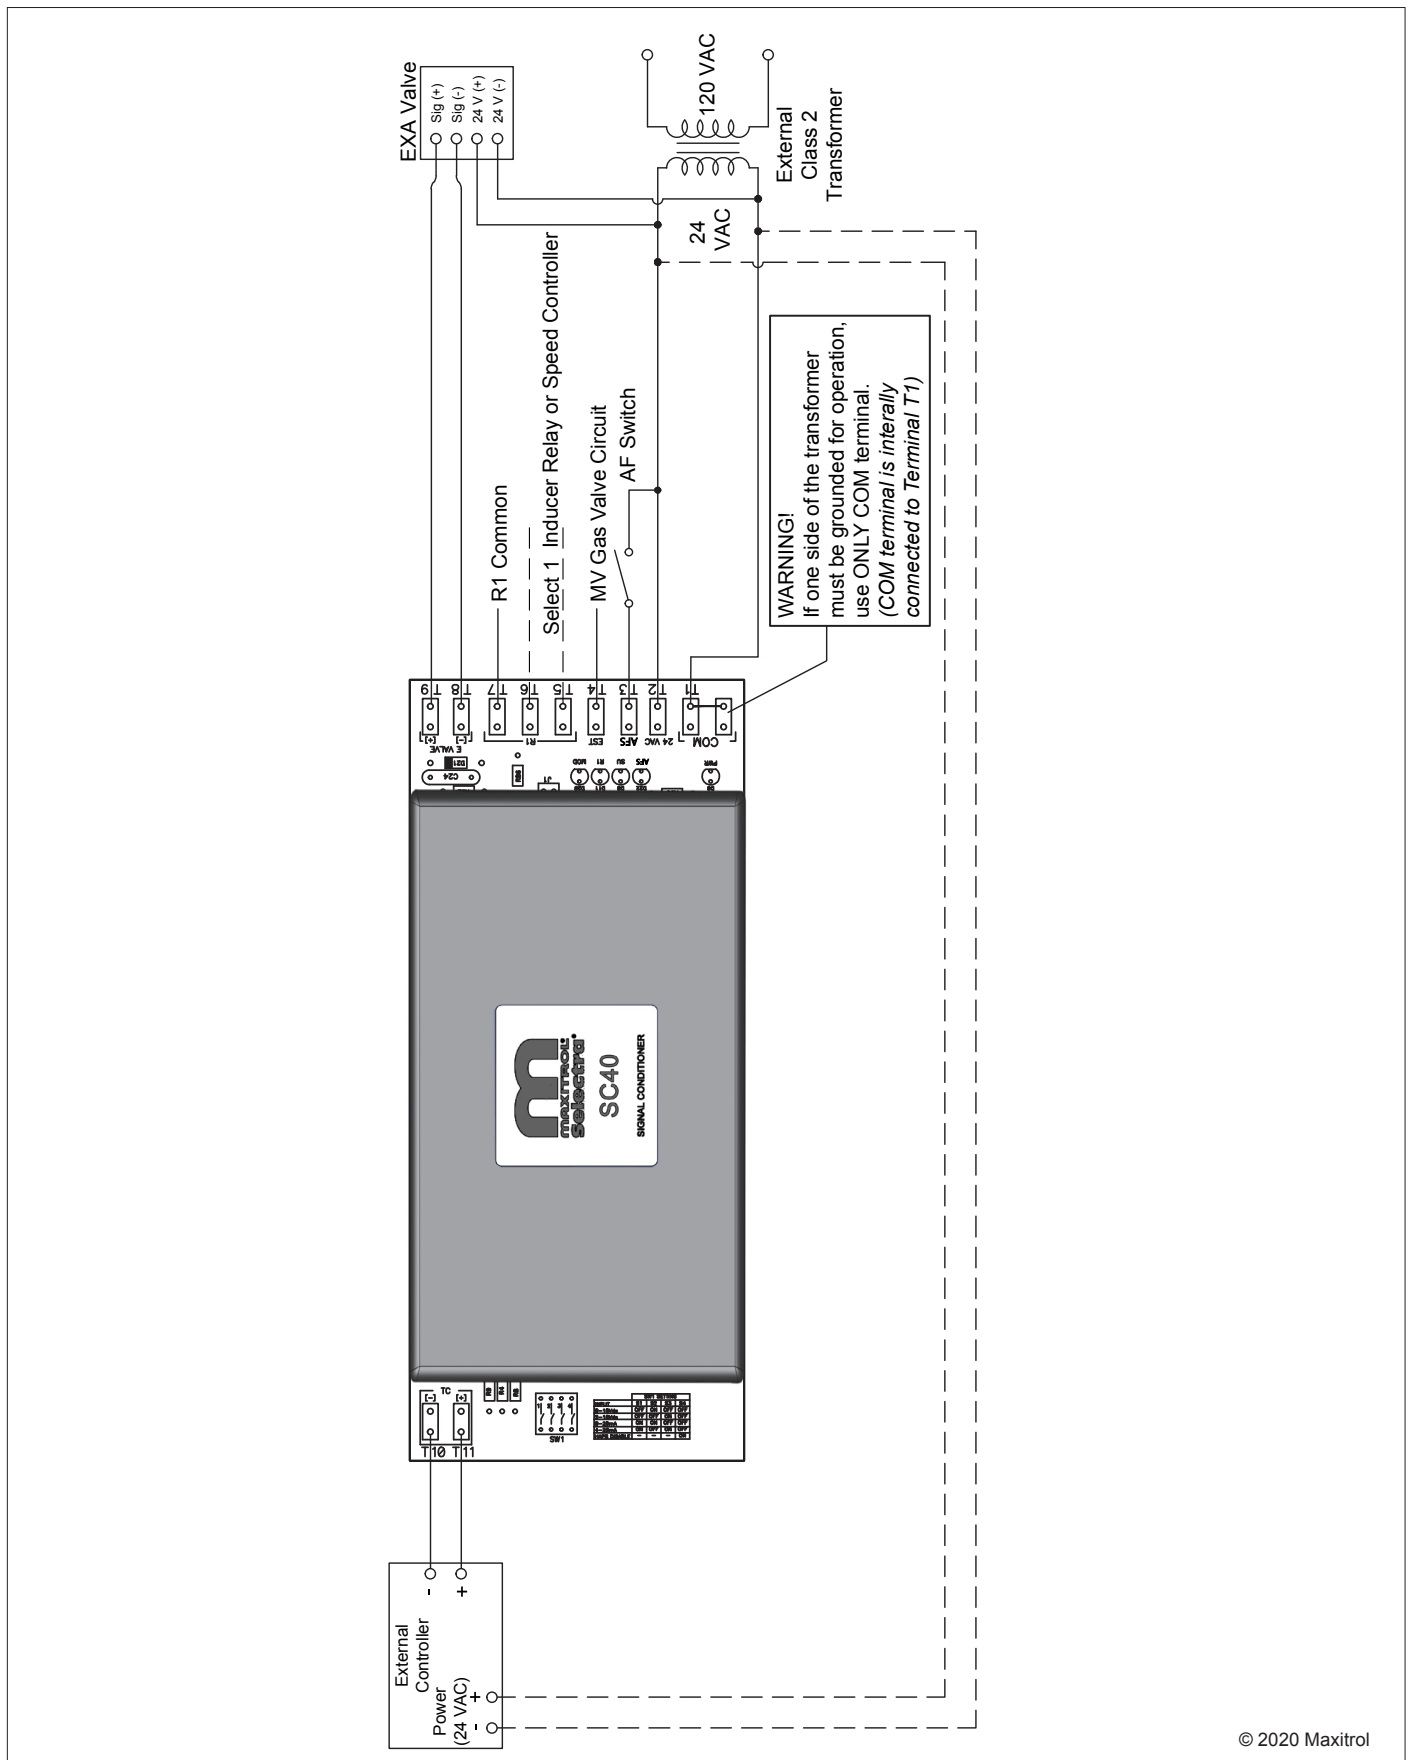 EXA Valve
Sig (+)
Sig (-)
24 V (+)
24 V (-)
120 VAC
External
Class 2
Transformer
24
VAC
Select 1 Inducer Relay or Speed Controller
R1 Common
MV Gas Valve Circuit
AF Switch
WARNING!
If one side of the transformer
must be grounded for operation,
use ONLY COM terminal.
(COM terminal is interally
connected to Terminal T1)
T9
T8
T7
T6
T5
T4
T3
T2
T1
[+]
[-]
E VALVE
R1
EST
AFS
24 VAC
COM
D21
C24
J1
MOD
R1
SU
AFS
PWR
MAXITROL®
Selectra®
SC40
SIGNAL CONDITIONER
TC
[-]
[+]
T10
T11
SW1
External
Controller
-
+
Power
(24 VAC)
-
+
© 2020 Maxitrol